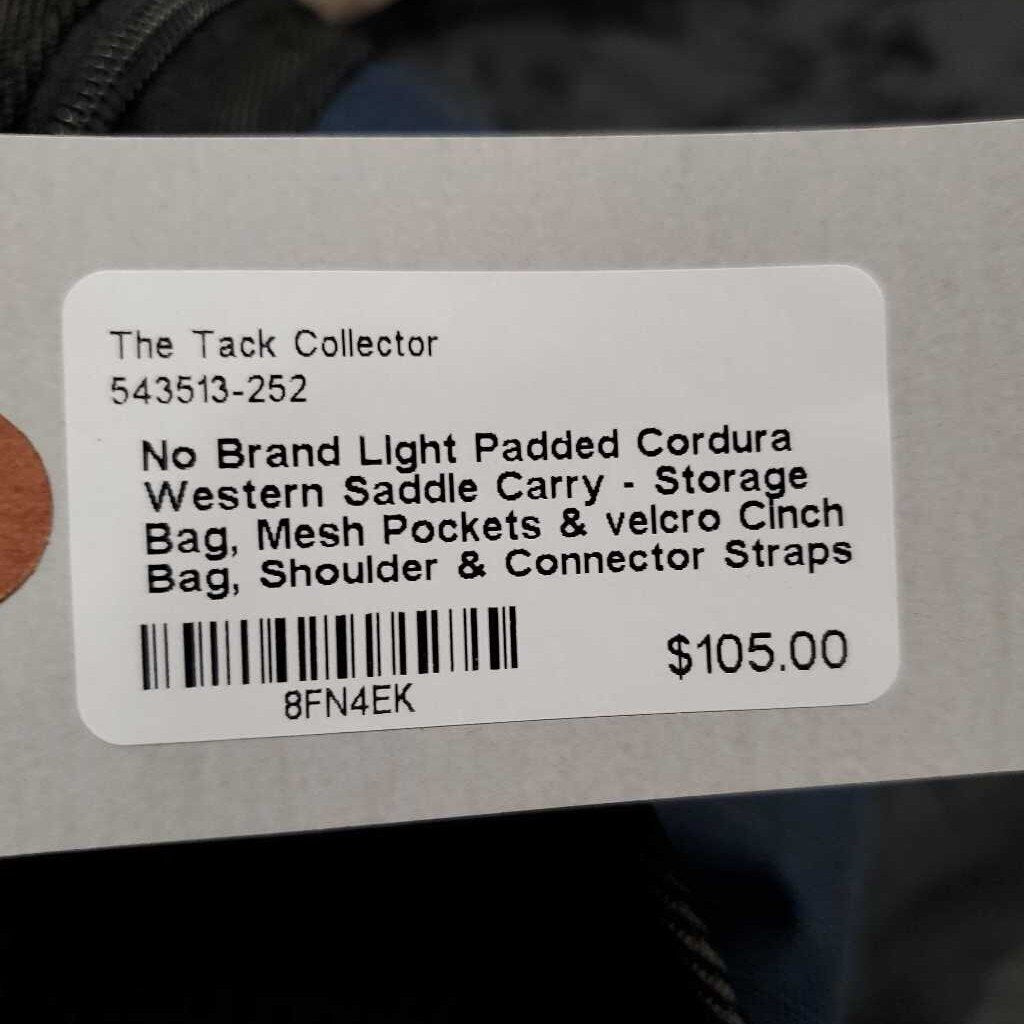 The Tack Collector
543513-252
No Brand Light Padded Cordura
Western Saddle Carry - Storage
Bag, Mesh Pockets & velcro Cinch
Bag, Shoulder & Connector Straps
8FN4EK
$105.00